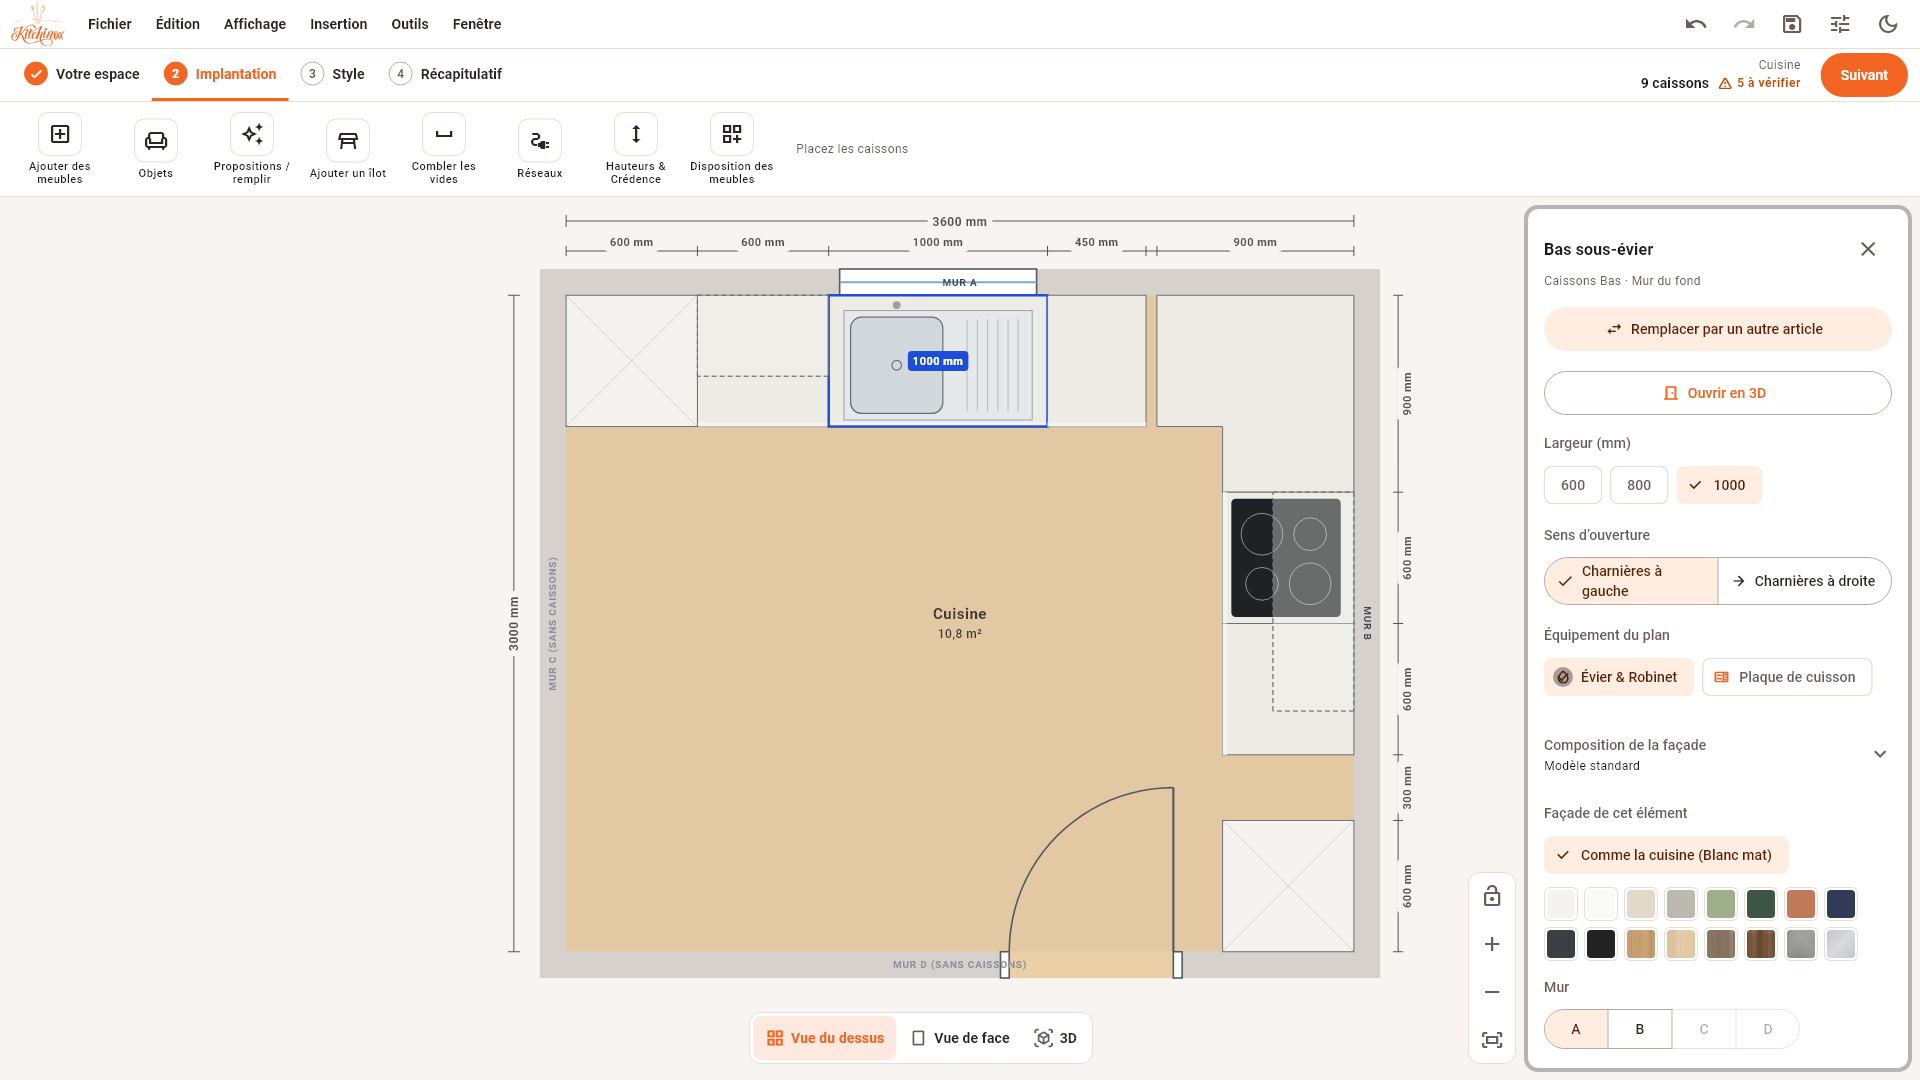 Kitchinox
Fichier Édition Affichage Insertion Outils Fenêtre
Votre espace
2 Implantation
3 Style
4 Récapitulatif
Cuisine
9 caissons 5 à vérifier
Suivant
Ajouter des
meubles
Objets
Propositions /
remplir
Ajouter un îlot
Combler les
vides
Réseaux
Hauteurs &
Crédence
Disposition des
meubles
Placez les caissons
3600 mm
600 mm 600 mm 1000 mm 450 mm 900 mm
MUR A
1000 mm
900 mm
600 mm
600 mm
300 mm
600 mm
3000 mm
MUR C (SANS CAISSONS)
MUR B
Cuisine
10,8 m²
MUR D (SANS CAISSONS)
Vue du dessus Vue de face 3D
Bas sous-évier
Caissons Bas · Mur du fond
Remplacer par un autre article
Ouvrir en 3D
Largeur (mm)
600 800 1000
Sens d’ouverture
Charnières à
gauche
Charnières à droite
Équipement du plan
Évier & Robinet Plaque de cuisson
Composition de la façade
Modèle standard
Façade de cet élément
Comme la cuisine (Blanc mat)
Mur
A B C D